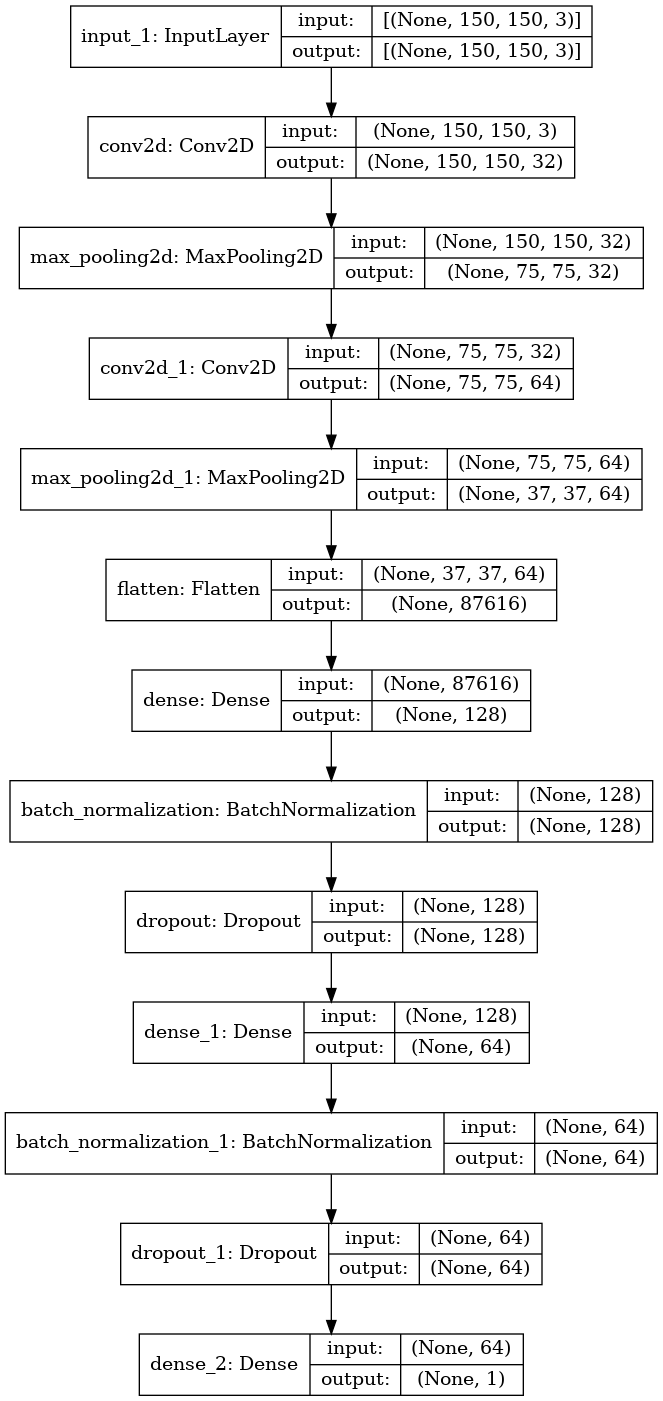 input_1: InputLayer
input: [(None, 150, 150, 3)]
output: [(None, 150, 150, 3)]
conv2d: Conv2D
input: (None, 150, 150, 3)
output: (None, 150, 150, 32)
max_pooling2d: MaxPooling2D
input: (None, 150, 150, 32)
output: (None, 75, 75, 32)
conv2d_1: Conv2D
input: (None, 75, 75, 32)
output: (None, 75, 75, 64)
max_pooling2d_1: MaxPooling2D
input: (None, 75, 75, 64)
output: (None, 37, 37, 64)
flatten: Flatten
input: (None, 37, 37, 64)
output: (None, 87616)
dense: Dense
input: (None, 87616)
output: (None, 128)
batch_normalization: BatchNormalization
input: (None, 128)
output: (None, 128)
dropout: Dropout
input: (None, 128)
output: (None, 128)
dense_1: Dense
input: (None, 128)
output: (None, 64)
batch_normalization_1: BatchNormalization
input: (None, 64)
output: (None, 64)
dropout_1: Dropout
input: (None, 64)
output: (None, 64)
dense_2: Dense
input: (None, 64)
output: (None, 1)